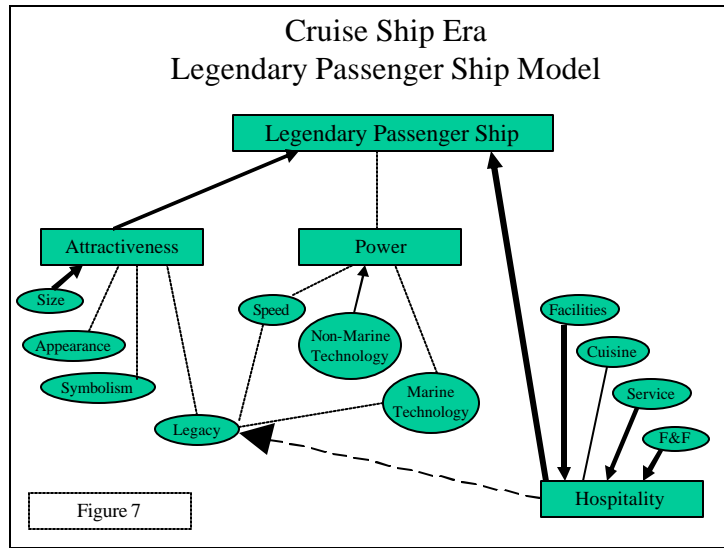 Cruise Ship Era
Legendary Passenger Ship Model
Legendary Passenger Ship
Attractiveness
Power
Size
Speed
Facilities
Appearance
Non-Marine
Technology
Cuisine
Symbolism
Marine
Technology
Service
Legacy
F&F
Figure 7
Hospitality